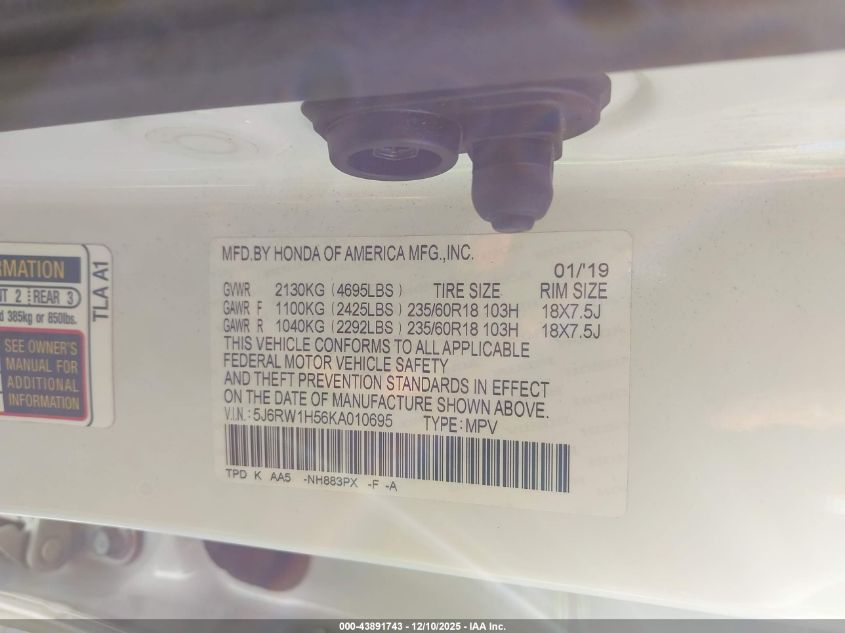 MFD.BY HONDA OF AMERICA MFG.,INC.
01/'19
GVWR 2130KG (4695LBS) TIRE SIZE RIM SIZE
GAWR F 1100KG (2425LBS) 235/60R18 103H 18X7.5J
GAWR R 1040KG (2292LBS) 235/60R18 103H 18X7.5J
THIS VEHICLE CONFORMS TO ALL APPLICABLE
FEDERAL MOTOR VEHICLE SAFETY
AND THEFT PREVENTION STANDARDS IN EFFECT
ON THE DATE OF MANUFACTURE SHOWN ABOVE.
V.I.N.: 5J6RW1H56KA010695 TYPE: MPV
TPD K AA5 -NH883PX -F -A
REAR 3
385kg or 850lbs.
SEE OWNER'S
MANUAL FOR
ADDITIONAL
INFORMATION
TLA A1
000-43891743 - 12/10/2025 - IAA Inc.